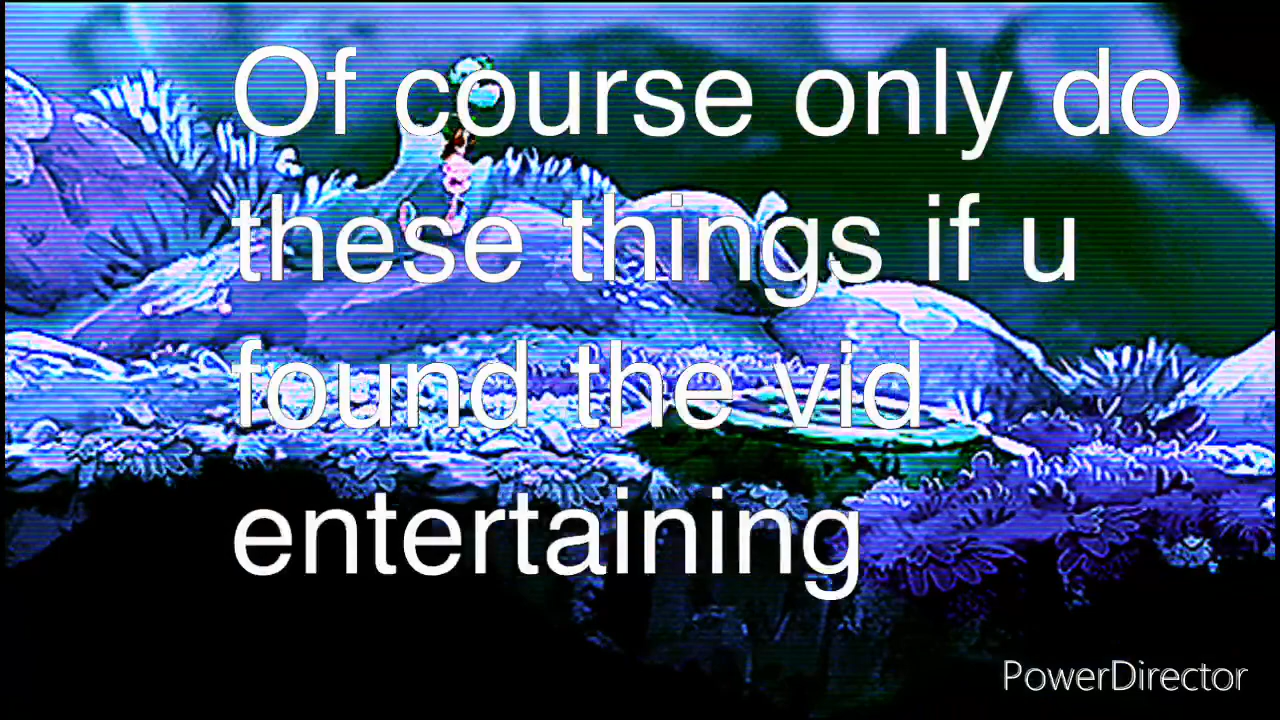 Of course only do
these things if u
found the vid
entertaining
PowerDirector